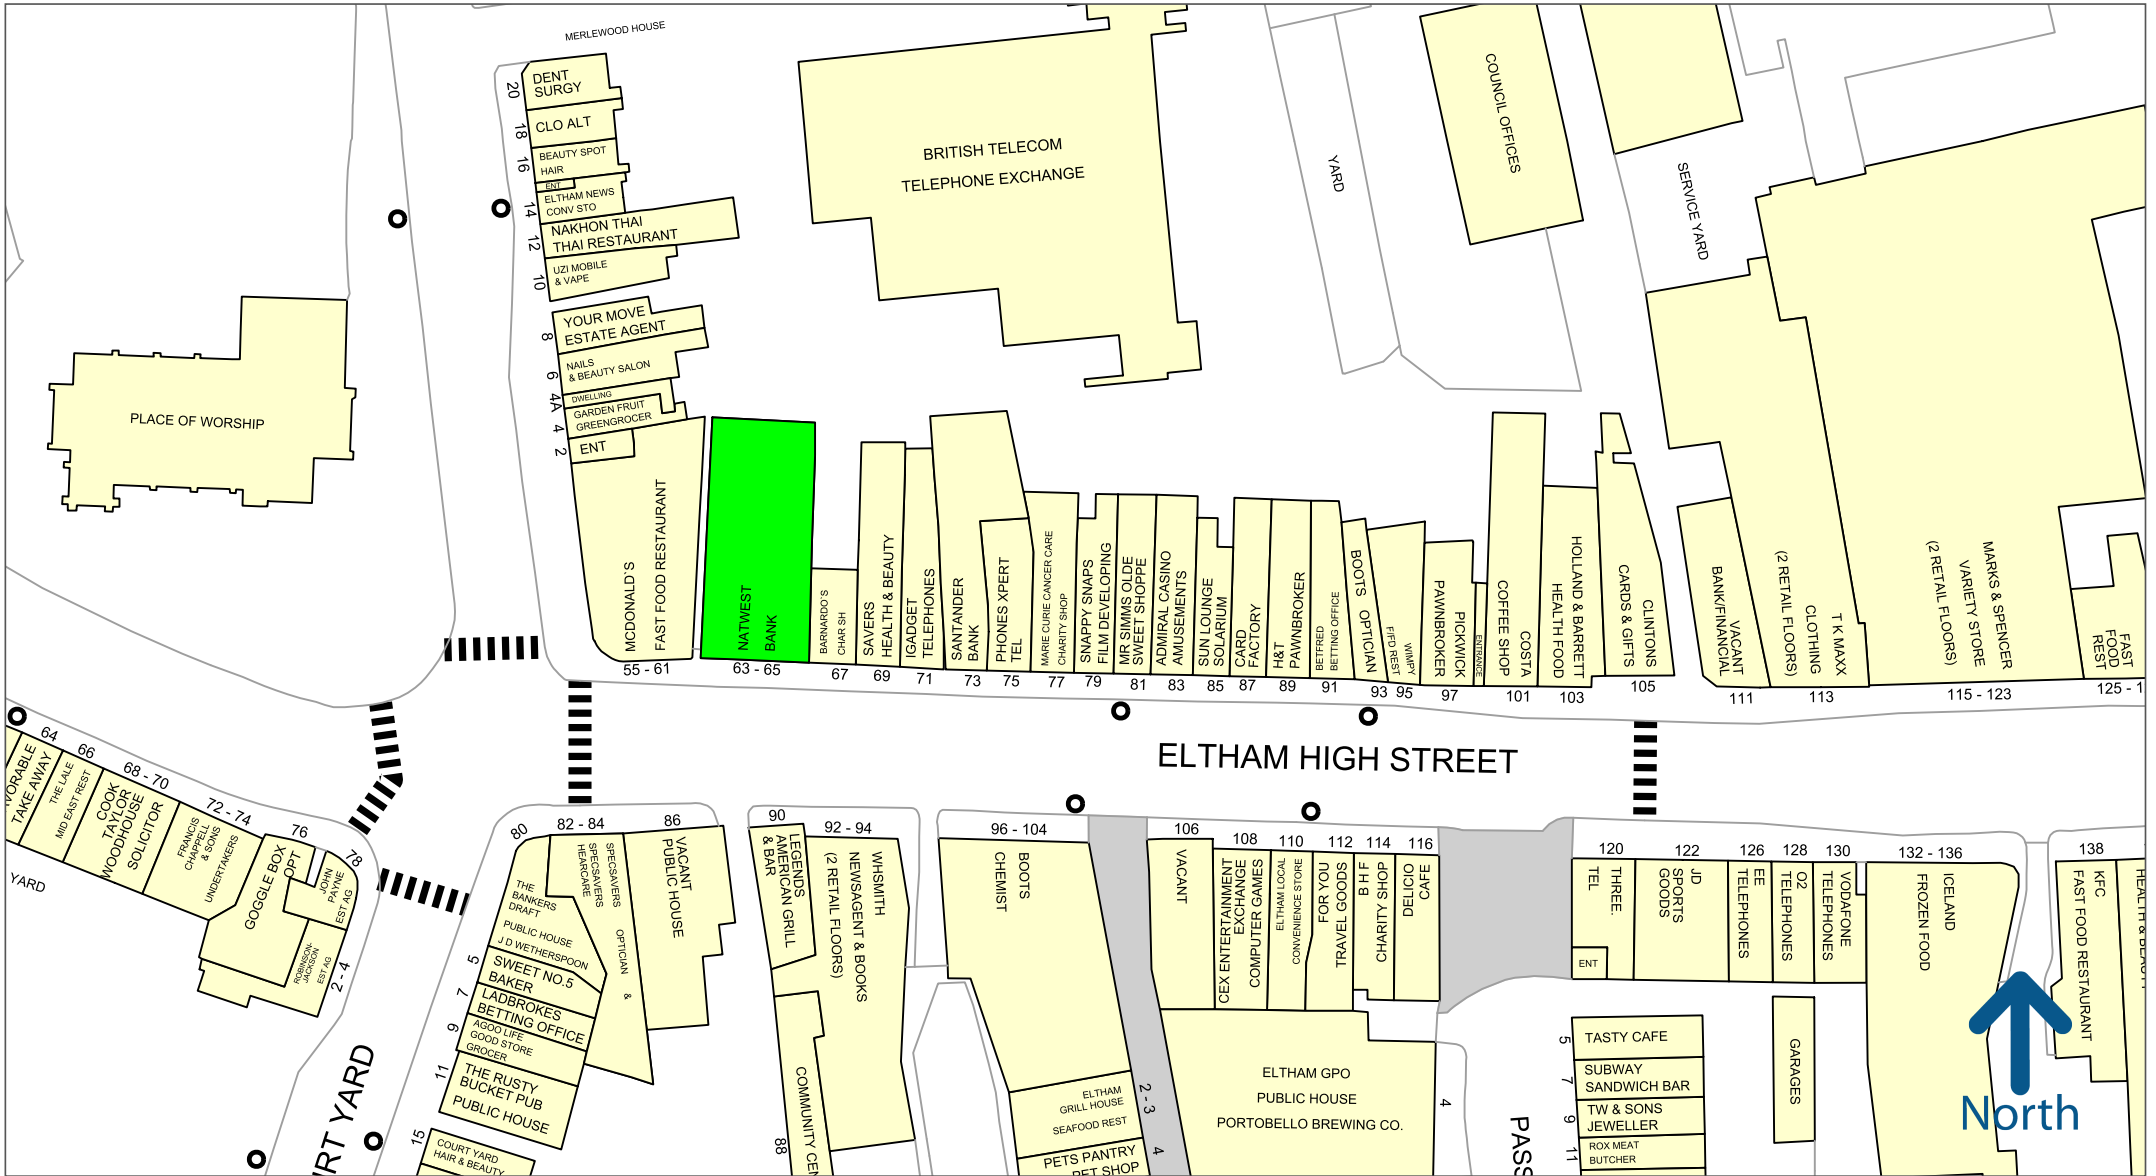 MERLEWOOD HOUSE
20
DENT
SURGY
18
CLO ALT
16
BEAUTY SPOT
HAIR
ENT
14
ELTHAM NEWS
CONV STO
12
NAKHON THAI
THAI RESTAURANT
10
UZI MOBILE
& VAPE
8
YOUR MOVE
ESTATE AGENT
6
NAILS
& BEAUTY SALON
4A
DWELLING
4
GARDEN FRUIT
GREENGROCER
2
ENT
BRITISH TELECOM
TELEPHONE EXCHANGE
YARD
COUNCIL OFFICES
SERVICE YARD
PLACE OF WORSHIP
MCDONALD`S
FAST FOOD RESTAURANT
55 - 61
NATWEST
BANK
63 - 65
BARNARDO`S
CHAR SH
67
SAVERS
HEALTH & BEAUTY
69
IGADGET
TELEPHONES
71
SANTANDER
BANK
73
PHONES XPERT
TEL
75
MARIE CURIE CANCER CARE
CHARITY SHOP
77
SNAPPY SNAPS
FILM DEVELOPING
79
MR SIMMS OLDE
SWEET SHOPPE
81
ADMIRAL CASINO
AMUSEMENTS
83
SUN LOUNGE
SOLARIUM
85
CARD
FACTORY
87
H&T
PAWNBROKER
89
BETFRED
BETTING OFFICE
91
BOOTS OPTICIAN
93
WIMPY
F/FD REST
95
PICKWICK
PAWNBROKER
97
ENTRANCE
COSTA
COFFEE SHOP
101
HOLLAND & BARRETT
HEALTH FOOD
103
CLINTONS
CARDS & GIFTS
105
VACANT
BANK/FINANCIAL
111
T K MAXX
CLOTHING
(2 RETAIL FLOORS)
113
MARKS & SPENCER
VARIETY STORE
(2 RETAIL FLOORS)
115 - 123
FAST
FOOD
REST
125 - 1
ELTHAM HIGH STREET
64
ORABLE
TAKE AWAY
66
THE LALE
MID EAST REST
68 - 70
COOK
TAYLOR
WOODHOUSE
SOLICITOR
72 - 74
FRANCIS
CHAPPELL
& SONS
UNDERTAKERS
76
GOGGLE BOX
OPT
78
JOHN
PAYNE
EST AG
ROBINSON-
JACKSON
EST AG
2 - 4
YARD
80
THE
BANKERS
DRAFT
PUBLIC HOUSE
J D WETHERSPOON
82 - 84
SPECSAVERS
HEARCARE
SPECSAVERS
OPTICIAN &
86
VACANT
PUBLIC HOUSE
5
SWEET NO.5
BAKER
7
LADBROKES
BETTING OFFICE
9
AGOO LIFE
GOOD STORE
GROCER
11
THE RUSTY
BUCKET PUB
PUBLIC HOUSE
15
COURT YARD
HAIR & BEAUTY
RT YARD
90
LEGENDS
AMERICAN GRILL
& BAR
92 - 94
WHSMITH
NEWSAGENT & BOOKS
(2 RETAIL FLOORS)
COMMUNITY CEN
88
96 - 104
BOOTS
CHEMIST
ELTHAM
GRILL HOUSE
SEAFOOD REST
2 - 3
PETS PANTRY
PET SHOP
4
106
VACANT
108
CEX ENTERTAINMENT
EXCHANGE
COMPUTER GAMES
110
ELTHAM LOCAL
CONVENIENCE STORE
112
FOR YOU
TRAVEL GOODS
114
B H F
CHARITY SHOP
116
DELICIO
CAFE
ELTHAM GPO
PUBLIC HOUSE
PORTOBELLO BREWING CO.
4
PASS
120
THREE.
TEL
ENT
122
JD
SPORTS
GOODS
126
EE
TELEPHONES
128
O2
TELEPHONES
130
VODAFONE
TELEPHONES
132 - 136
ICELAND
FROZEN FOOD
138
KFC
FAST FOOD RESTAURANT
HEALTH & BEAUTY
5
TASTY CAFE
7
SUBWAY
SANDWICH BAR
9
TW & SONS
JEWELLER
11
ROX MEAT
BUTCHER
GARAGES
North